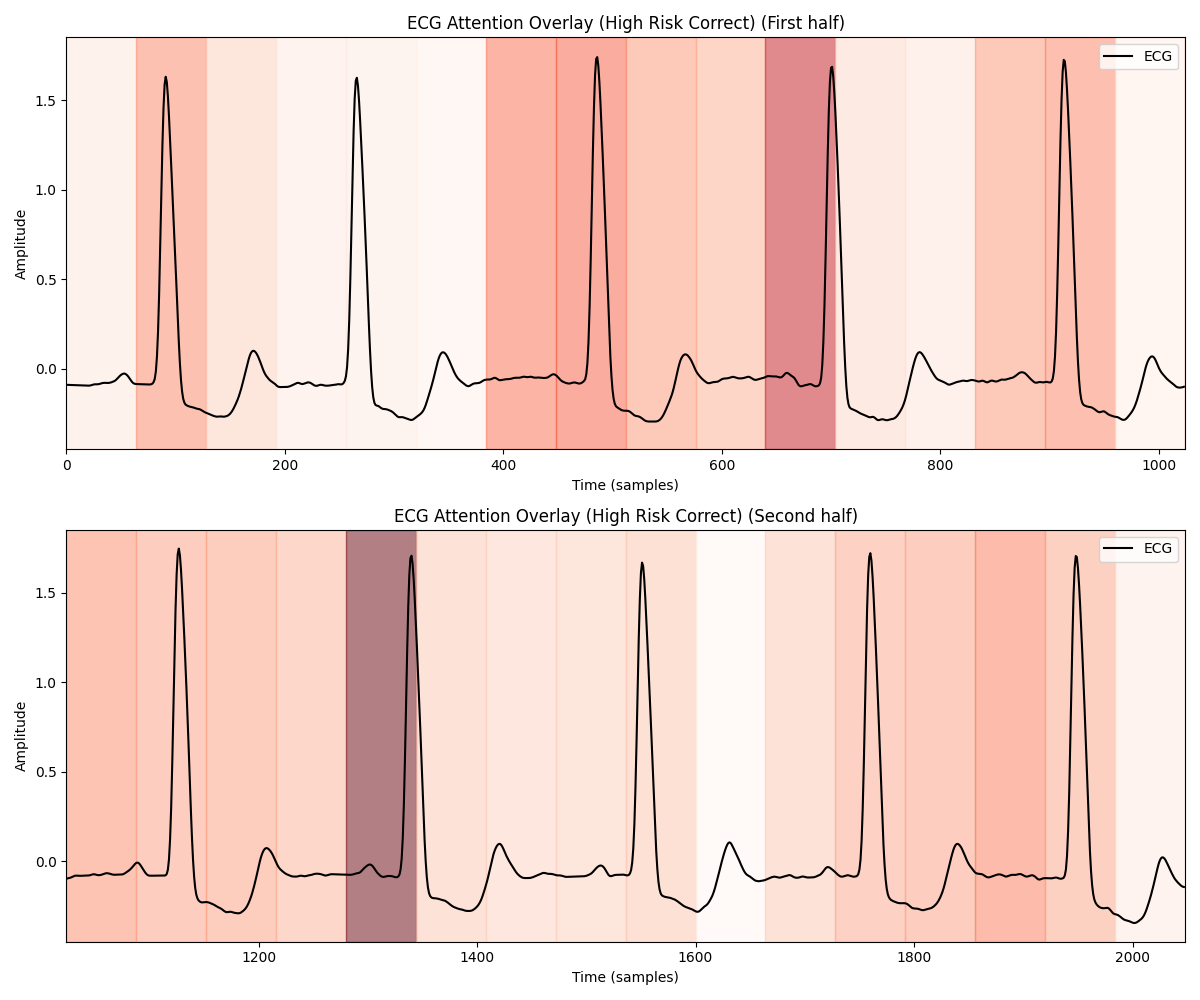 ECG Attention Overlay (High Risk Correct) (First half)
ECG
1.5
1.0
0.5
0.0
Amplitude
0 200 400 600 800 1000
Time (samples)
ECG Attention Overlay (High Risk Correct) (Second half)
ECG
1.5
1.0
0.5
0.0
Amplitude
1200 1400 1600 1800 2000
Time (samples)